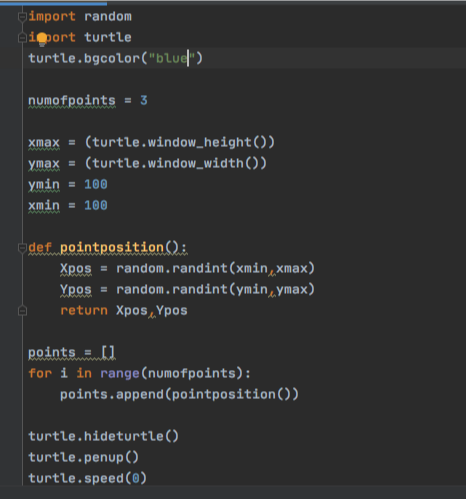 import random
import turtle
turtle.bgcolor("blue")
numofpoints = 3
xmax = (turtle.window_height())
ymax = (turtle.window_width())
ymin = 100
xmin = 100
def pointposition():
    Xpos = random.randint(xmin,xmax)
    Ypos = random.randint(ymin,ymax)
    return Xpos,Ypos
points = []
for i in range(numofpoints):
    points.append(pointposition())
turtle.hideturtle()
turtle.penup()
turtle.speed(0)